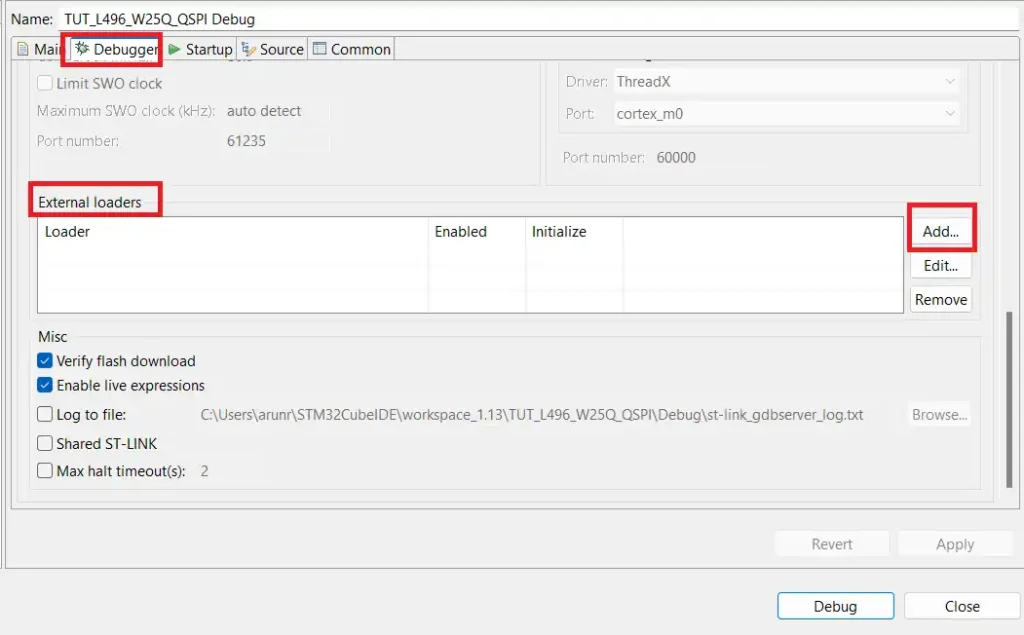 Name: TUT_L496_W25Q_QSPI Debug
Main Debugger Startup Source Common
Limit SWO clock
Maximum SWO clock (kHz): auto detect
Port number: 61235
Driver: ThreadX
Port: cortex_m0
Port number: 60000
External loaders
Loader Enabled Initialize
Add...
Edit...
Remove
Misc
Verify flash download
Enable live expressions
Log to file: C:\Users\arunr\STM32CubeIDE\workspace_1.13\TUT_L496_W25Q_QSPI\Debug\st-link_gdbserver_log.txt Browse...
Shared ST-LINK
Max halt timeout(s): 2
Revert Apply
Debug Close